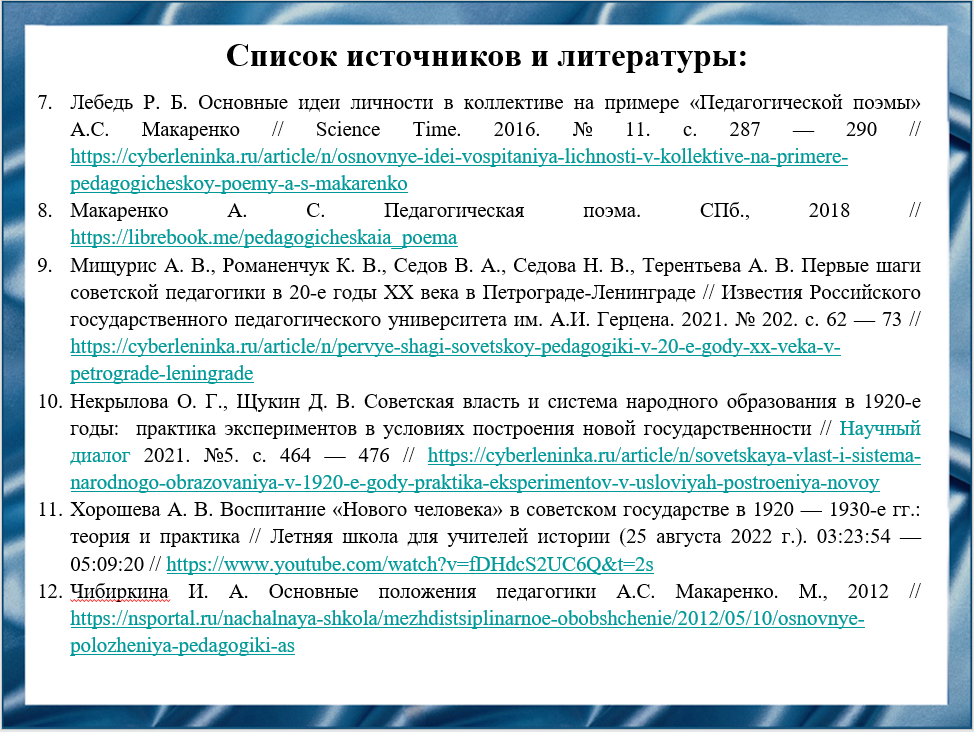 Список источников и литературы:
7. Лебедь Р. Б. Основные идеи личности в коллективе на примере «Педагогической поэмы»
А.С. Макаренко // Science Time. 2016. № 11. с. 287 — 290 //
https://cyberleninka.ru/article/n/osnovnye-idei-vospitaniya-lichnosti-v-kollektive-na-primere-
pedagogicheskoy-poemy-a-s-makarenko
8. Макаренко А. С. Педагогическая поэма. СПб., 2018 //
https://librebook.me/pedagogicheskaia_poema
9. Мищурис А. В., Романенчук К. В., Седов В. А., Седова Н. В., Терентьева А. В. Первые шаги
советской педагогики в 20-е годы XX века в Петрограде-Ленинграде // Известия Российского
государственного педагогического университета им. А.И. Герцена. 2021. № 202. с. 62 — 73 //
https://cyberleninka.ru/article/n/pervye-shagi-sovetskoy-pedagogiki-v-20-e-gody-xx-veka-v-
petrograde-leningrade
10. Некрылова О. Г., Щукин Д. В. Советская власть и система народного образования в 1920-е
годы: практика экспериментов в условиях построения новой государственности // Научный
диалог 2021. №5. с. 464 — 476 // https://cyberleninka.ru/article/n/sovetskaya-vlast-i-sistema-
narodnogo-obrazovaniya-v-1920-e-gody-praktika-eksperimentov-v-usloviyah-postroeniya-novoy
11. Хорошева А. В. Воспитание «Нового человека» в советском государстве в 1920 — 1930-е гг.:
теория и практика // Летняя школа для учителей истории (25 августа 2022 г.). 03:23:54 —
05:09:20 // https://www.youtube.com/watch?v=fDHdcS2UC6Q&t=2s
12. Чибиркина И. А. Основные положения педагогики А.С. Макаренко. М., 2012 //
https://nsportal.ru/nachalnaya-shkola/mezhdistsiplinarnoe-obobshchenie/2012/05/10/osnovnye-
polozheniya-pedagogiki-as